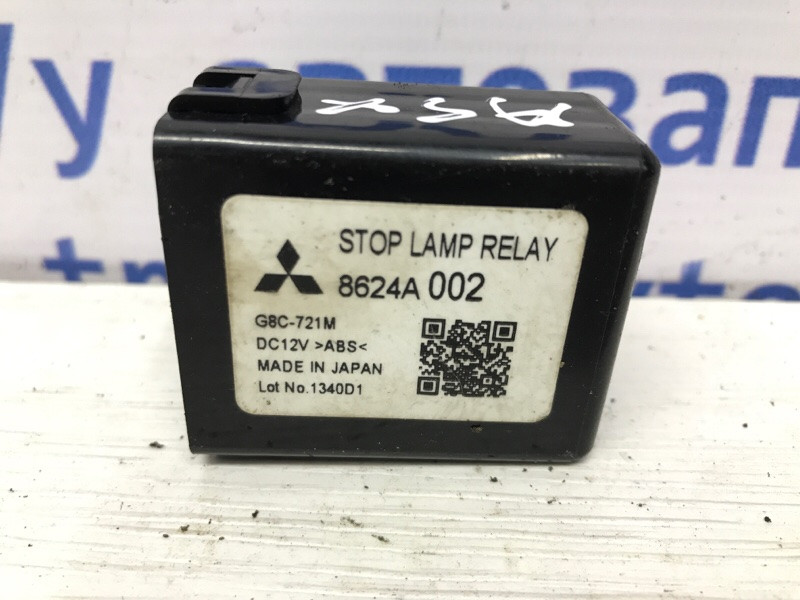 STOP LAMP RELAY
8624A 002
G8C-721M
DC12V >ABS<
MADE IN JAPAN
Lot No.1340D1